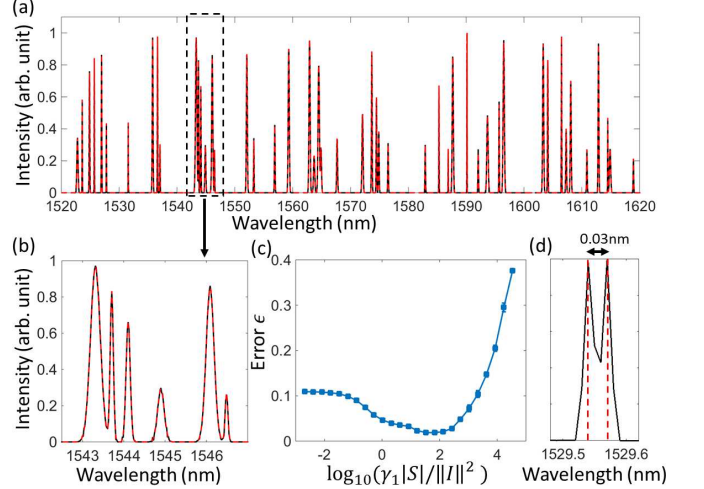 (a)
Intensity (arb. unit)
1
0.8
0.6
0.4
0.2
0
1520 1530 1540 1550 1560 1570 1580 1590 1600 1610 1620
Wavelength (nm)
(b)
Intensity (arb. unit)
1
0.8
0.6
0.4
0.2
0
1543 1544 1545 1546
Wavelength (nm)
(c)
Error ϵ
0.4
0.3
0.2
0.1
0
-2 0 2 4
log₁₀(γ₁|S|/‖I‖² )
(d)
0.03nm
1529.5 1529.6
Wavelength (nm)